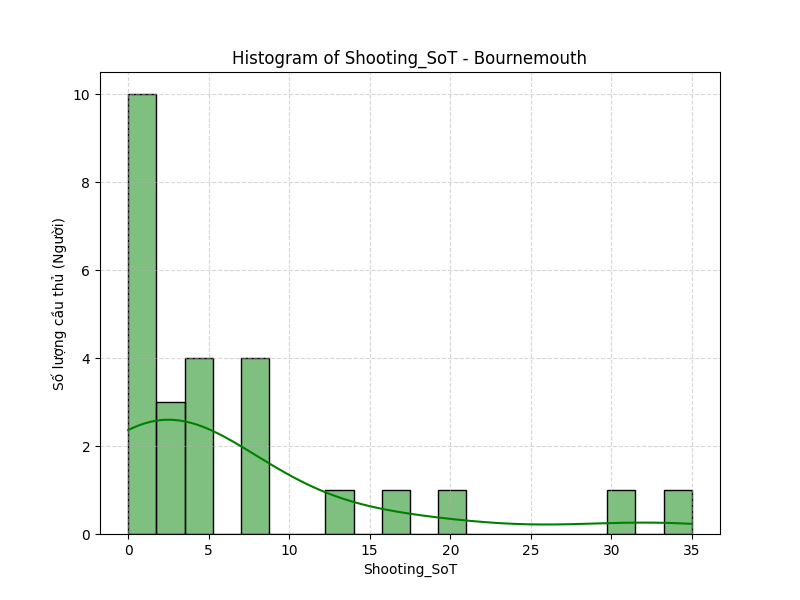 Histogram of Shooting_SoT - Bournemouth
Số lượng cầu thủ (Người)
10
8
6
4
2
0
0 5 10 15 20 25 30 35
Shooting_SoT